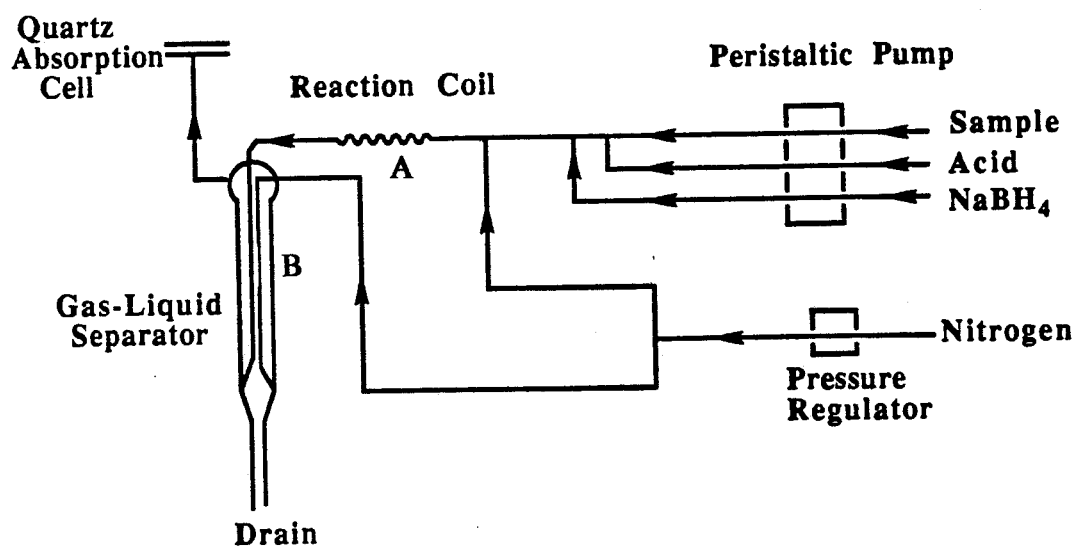 Quartz
Absorption
Cell
Reaction Coil
Peristaltic Pump
Sample
Acid
NaBH₄
A
B
Gas-Liquid
Separator
Nitrogen
Pressure
Regulator
Drain